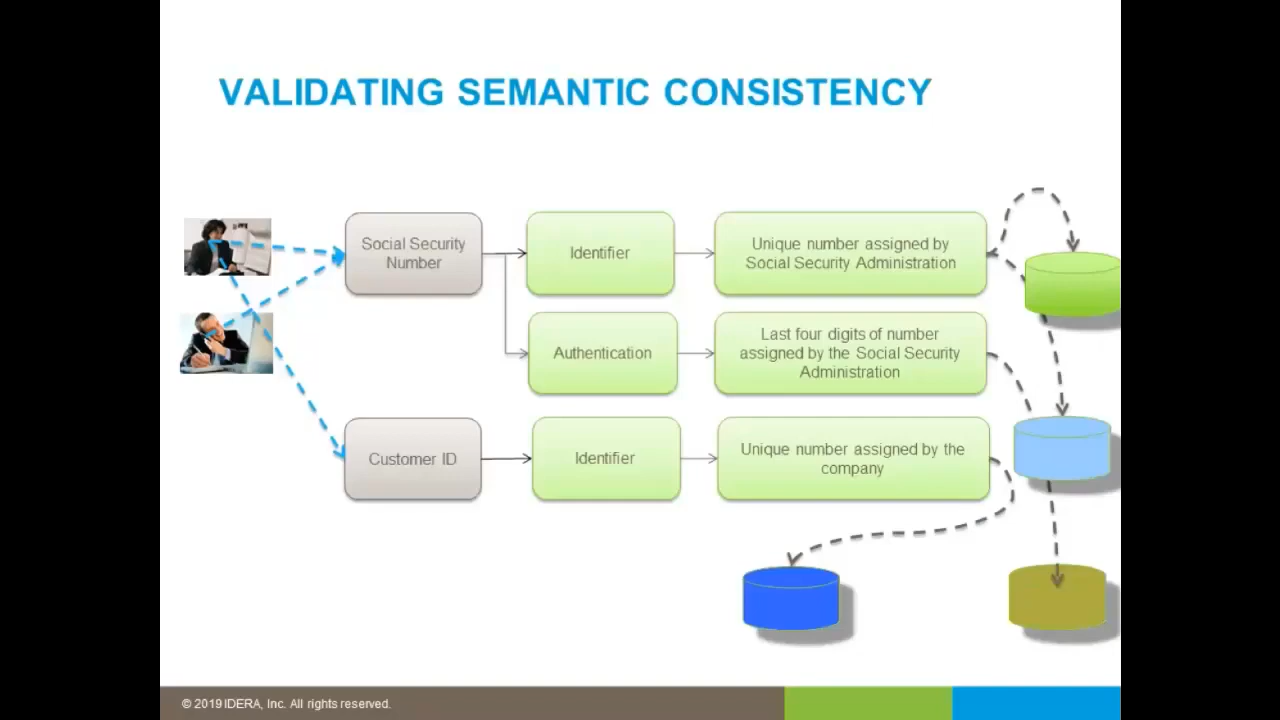 VALIDATING SEMANTIC CONSISTENCY
Social Security
Number
Identifier
Unique number assigned by
Social Security Administration
Authentication
Last four digits of number
assigned by the Social Security
Administration
Customer ID
Identifier
Unique number assigned by the
company
© 2019 IDERA, Inc. All rights reserved.